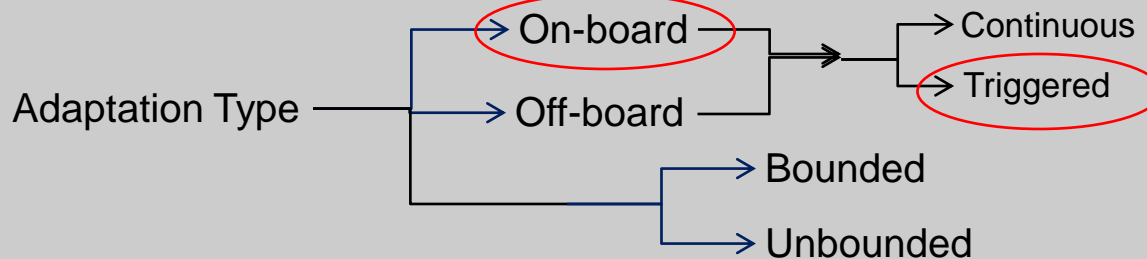 On-board
Continuous
Triggered
Adaptation Type
Off-board
Bounded
Unbounded